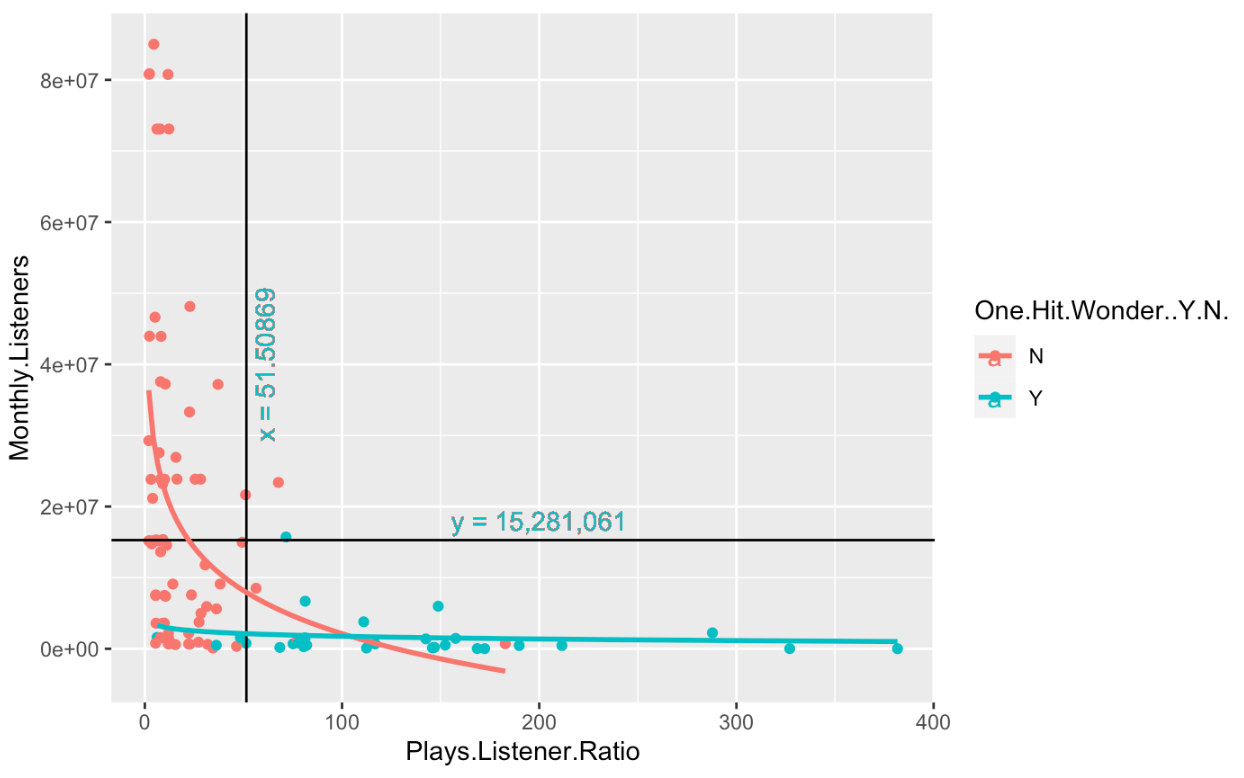 8e+07
6e+07
4e+07
2e+07
0e+00
Monthly.Listeners
x = 51.50869
y = 15,281,061
0
100
200
300
400
Plays.Listener.Ratio
One.Hit.Wonder..Y.N.
a N
a Y